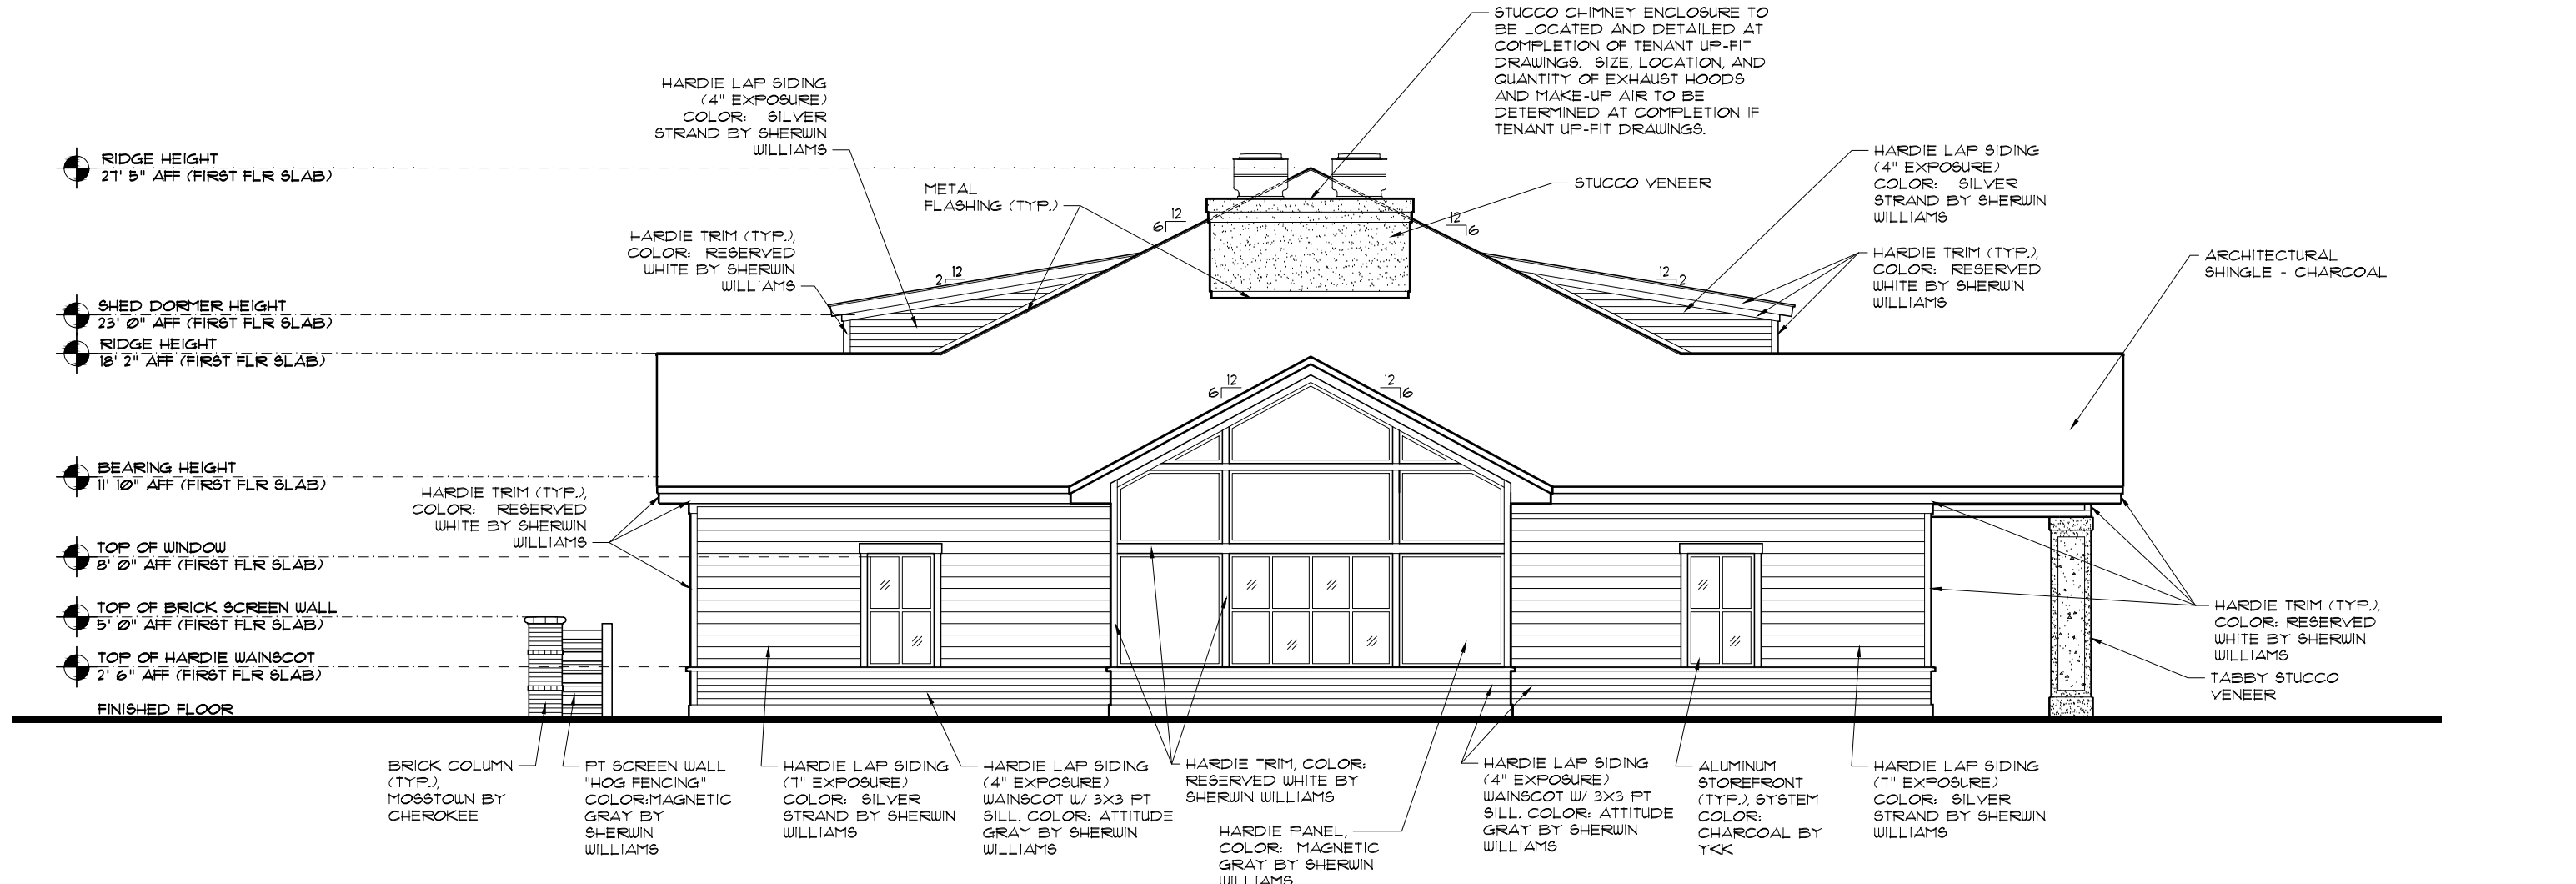 STUCCO CHIMNEY ENCLOSURE TO
BE LOCATED AND DETAILED AT
COMPLETION OF TENANT UP-FIT
DRAWINGS. SIZE, LOCATION, AND
QUANTITY OF EXHAUST HOODS
AND MAKE-UP AIR TO BE
DETERMINED AT COMPLETION IF
TENANT UP-FIT DRAWINGS.
HARDIE LAP SIDING
(4" EXPOSURE)
COLOR: SILVER
STRAND BY SHERWIN
WILLIAMS
HARDIE LAP SIDING
(4" EXPOSURE)
COLOR: SILVER
STRAND BY SHERWIN
WILLIAMS
RIDGE HEIGHT
27' 5" AFF (FIRST FLR SLAB)
METAL
FLASHING (TYP.)
STUCCO VENEER
12
6
12
6
HARDIE TRIM (TYP.),
COLOR: RESERVED
WHITE BY SHERWIN
WILLIAMS
HARDIE TRIM (TYP.),
COLOR: RESERVED
WHITE BY SHERWIN
WILLIAMS
ARCHITECTURAL
SHINGLE - CHARCOAL
12
2
12
2
SHED DORMER HEIGHT
23' 0" AFF (FIRST FLR SLAB)
RIDGE HEIGHT
18' 2" AFF (FIRST FLR SLAB)
12
6
12
6
BEARING HEIGHT
11' 10" AFF (FIRST FLR SLAB)
HARDIE TRIM (TYP.),
COLOR: RESERVED
WHITE BY SHERWIN
WILLIAMS
TOP OF WINDOW
8' 0" AFF (FIRST FLR SLAB)
TOP OF BRICK SCREEN WALL
5' 0" AFF (FIRST FLR SLAB)
HARDIE TRIM (TYP.),
COLOR: RESERVED
WHITE BY SHERWIN
WILLIAMS
TOP OF HARDIE WAINSCOT
2' 6" AFF (FIRST FLR SLAB)
TABBY STUCCO
VENEER
FINISHED FLOOR
BRICK COLUMN
(TYP.),
MOSSTOWN BY
CHEROKEE
PT SCREEN WALL
"HOG FENCING"
COLOR:MAGNETIC
GRAY BY
SHERWIN
WILLIAMS
HARDIE LAP SIDING
(7" EXPOSURE)
COLOR: SILVER
STRAND BY SHERWIN
WILLIAMS
HARDIE LAP SIDING
(4" EXPOSURE)
WAINSCOT W/ 3X3 PT
SILL. COLOR: ATTITUDE
GRAY BY SHERWIN
WILLIAMS
HARDIE TRIM, COLOR:
RESERVED WHITE BY
SHERWIN WILLIAMS
HARDIE PANEL,
COLOR: MAGNETIC
GRAY BY SHERWIN
WILLIAMS
HARDIE LAP SIDING
(4" EXPOSURE)
WAINSCOT W/ 3X3 PT
SILL. COLOR: ATTITUDE
GRAY BY SHERWIN
WILLIAMS
ALUMINUM
STOREFRONT
(TYP.), SYSTEM
COLOR:
CHARCOAL BY
YKK
HARDIE LAP SIDING
(7" EXPOSURE)
COLOR: SILVER
STRAND BY SHERWIN
WILLIAMS